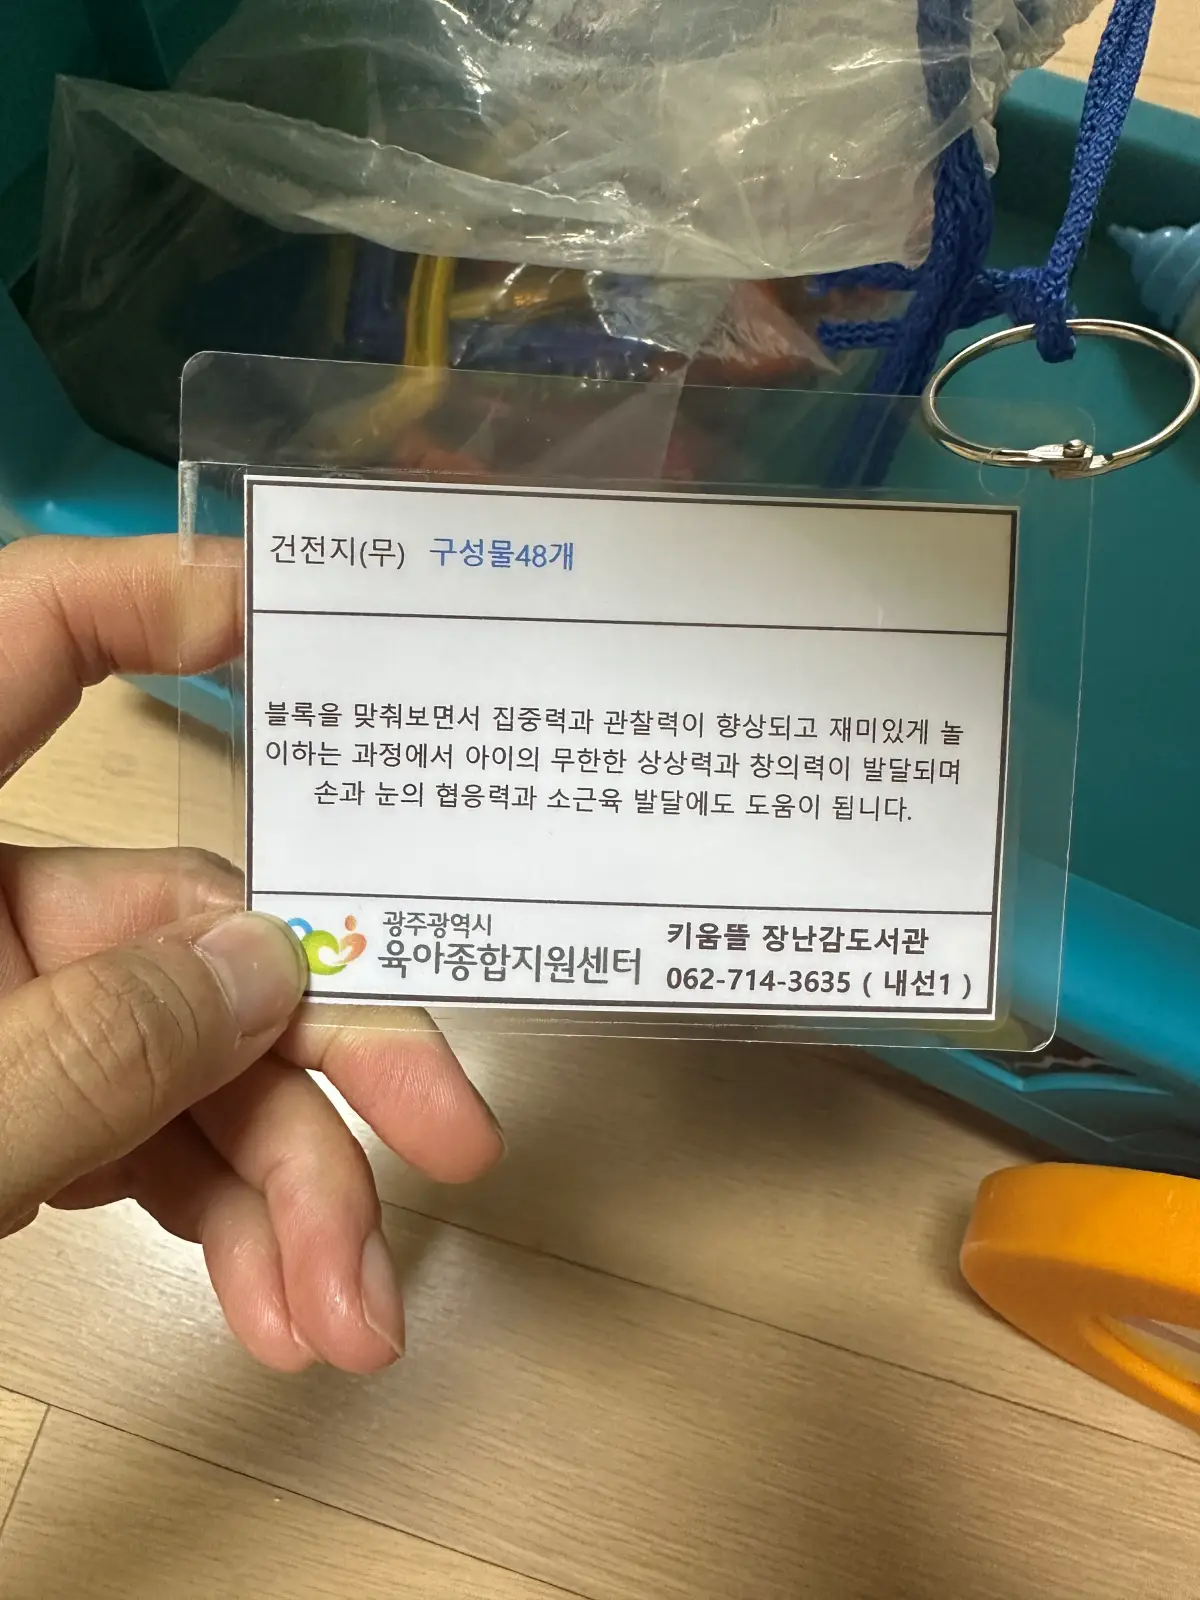 건전지(무) 구성물48개
블록을 맞춰보면서 집중력과 관찰력이 향상되고 재미있게 놀
이하는 과정에서 아이의 무한한 상상력과 창의력이 발달되며
손과 눈의 협응력과 소근육 발달에도 도움이 됩니다.
광주광역시
육아종합지원센터
키움뜰 장난감도서관
062-714-3635 ( 내선1 )